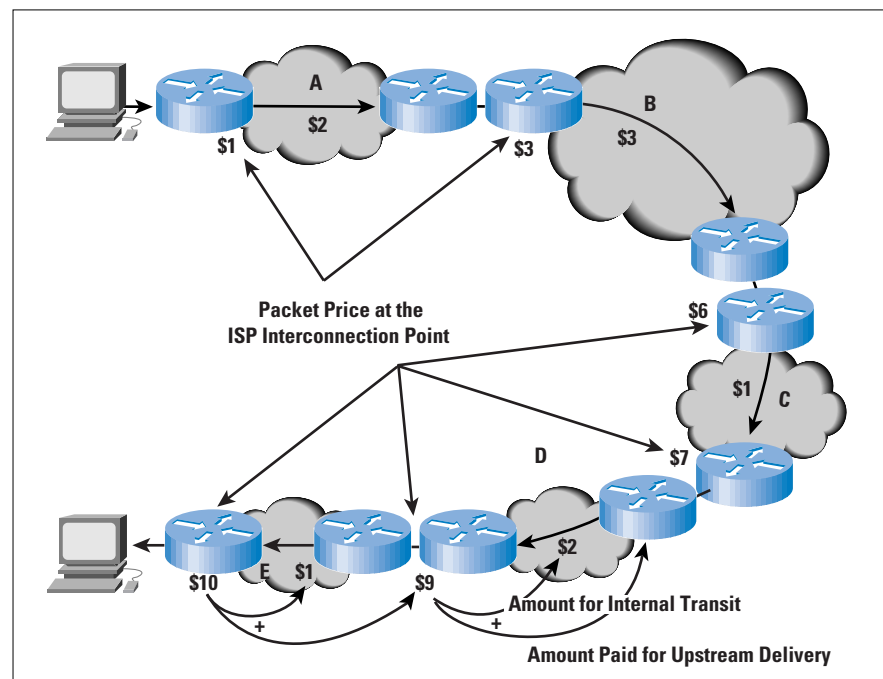 A
B
$1
$2
$3
$3
Packet Price at the
ISP Interconnection Point
$6
$1
C
D
$7
E
$1
$2
$10
$9
Amount for Internal Transit
+
+
Amount Paid for Upstream Delivery